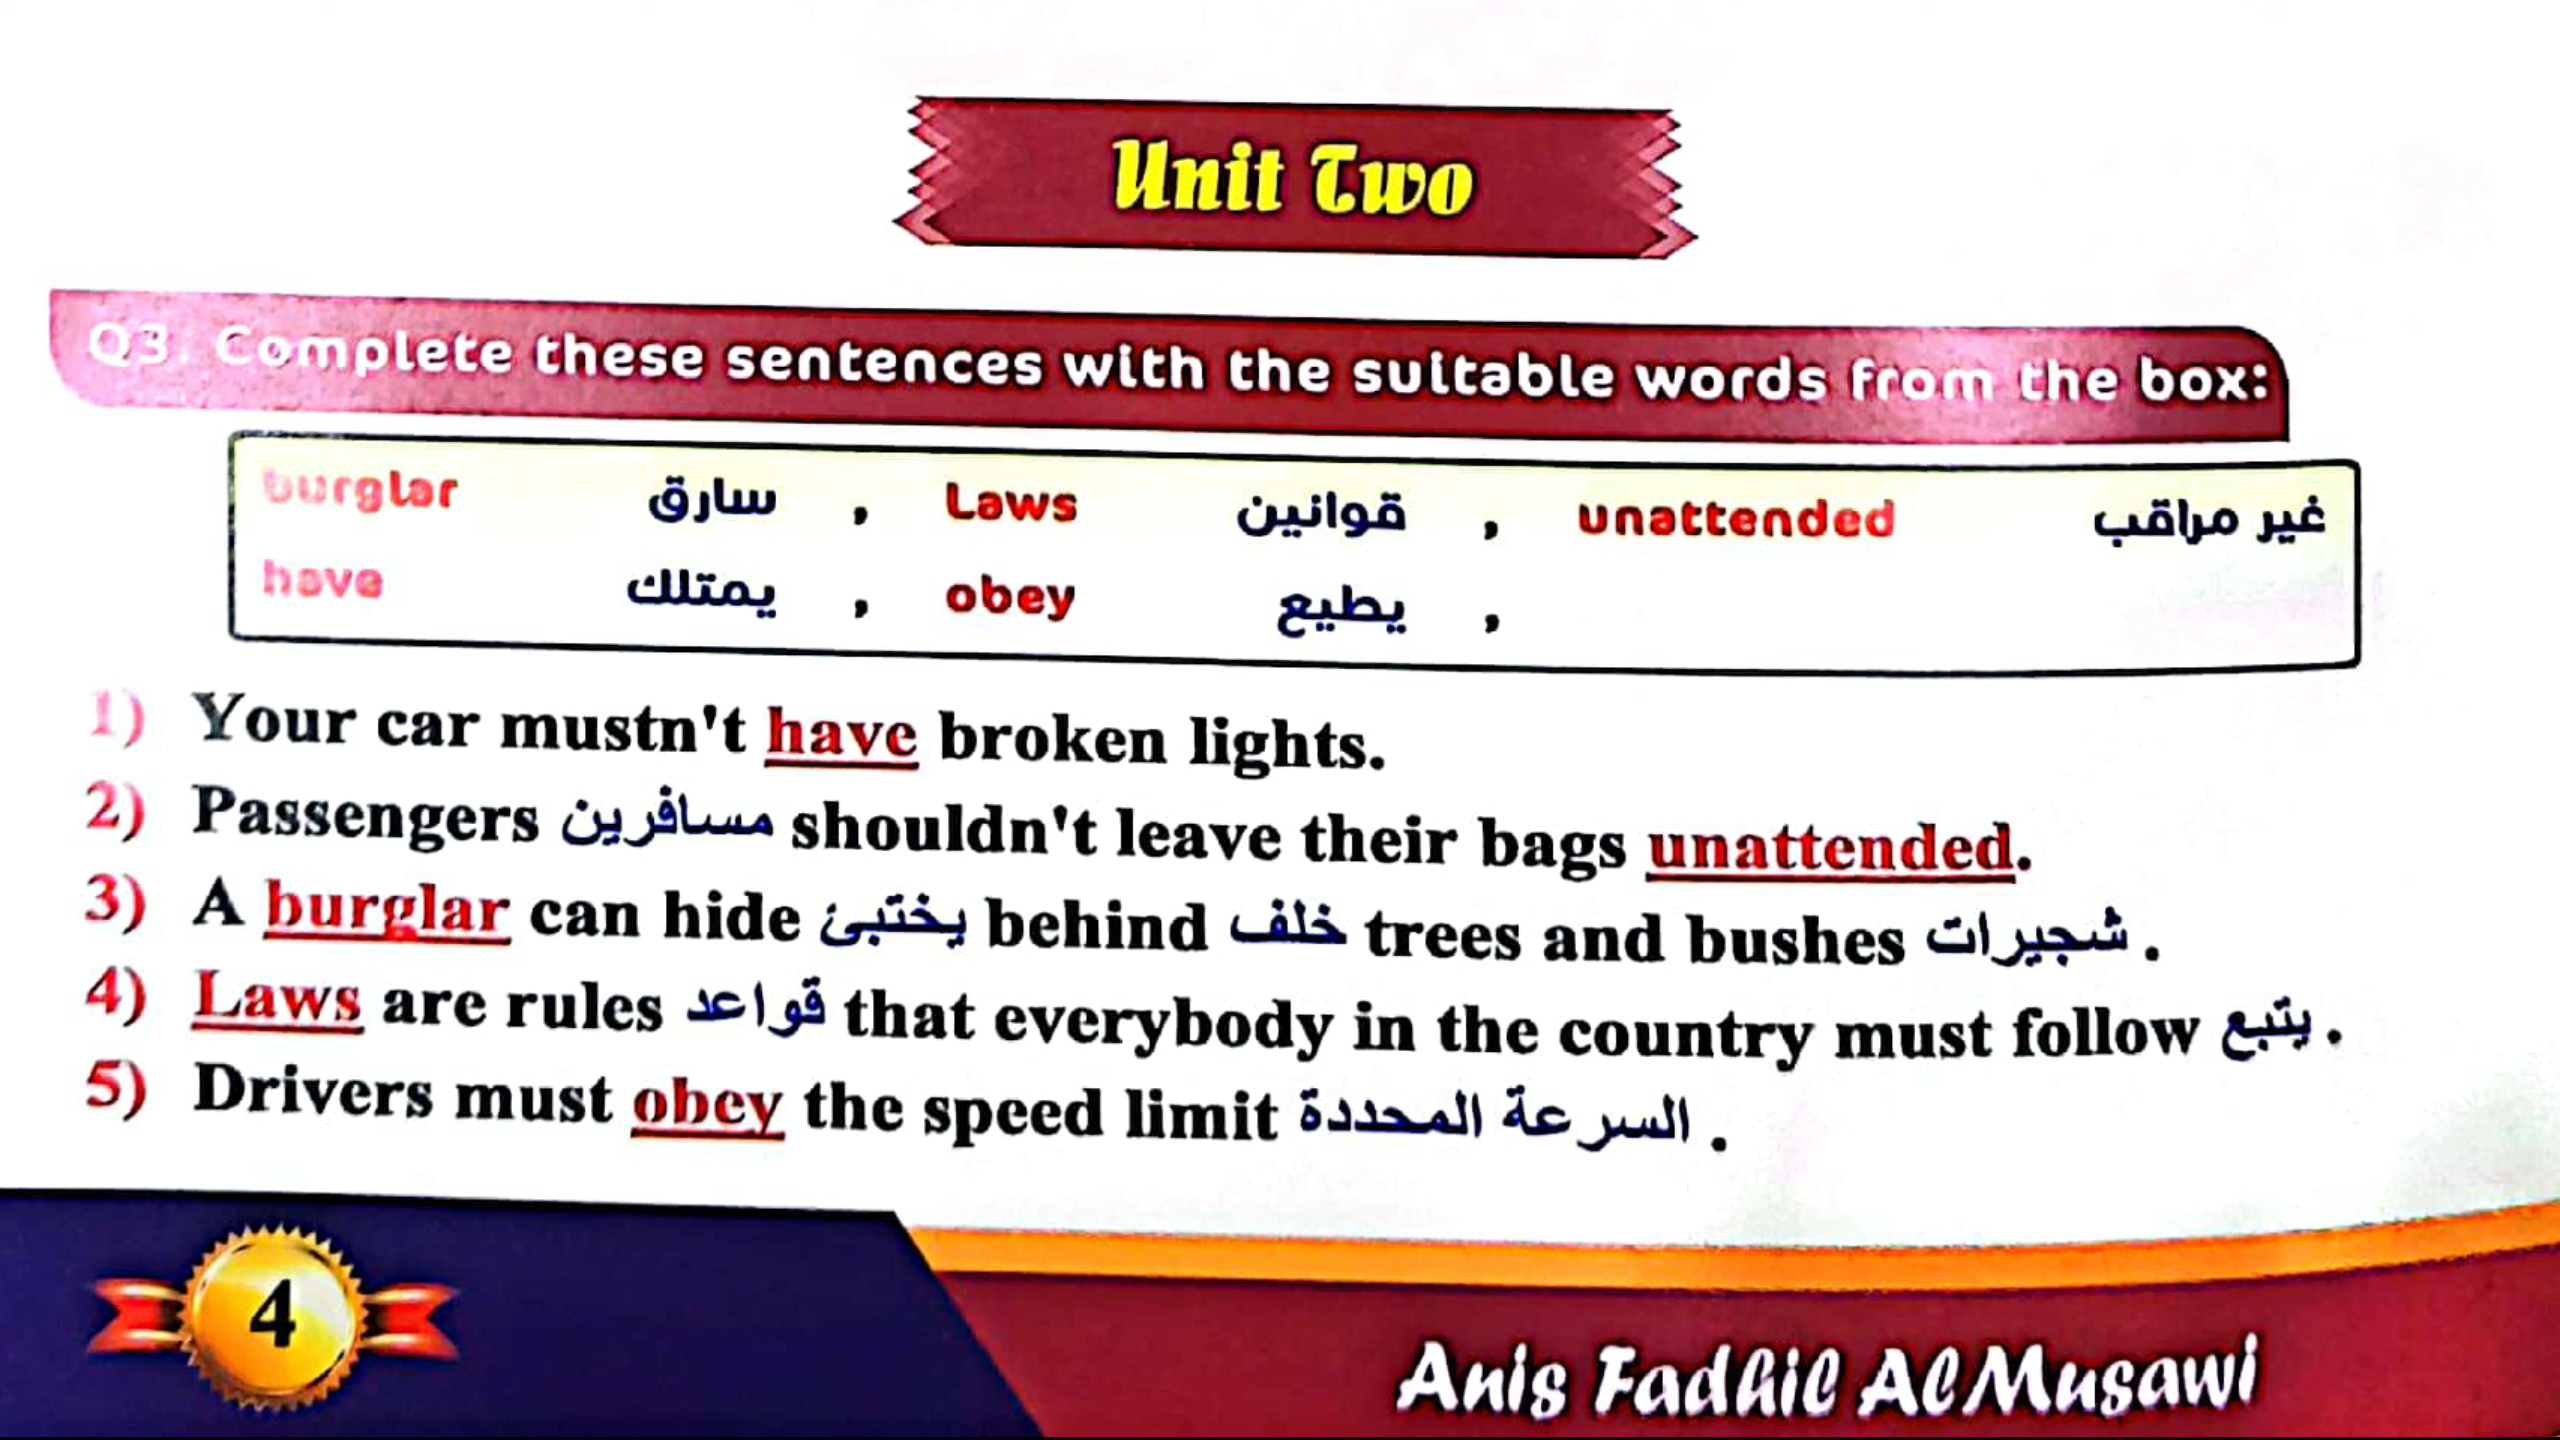 Unit Two
Q3. Complete these sentences with the suitable words from the box:
burglar سارق , Laws قوانين , unattended غير مراقب
have يمتلك , obey يطيع ,
1) Your car mustn't have broken lights.
2) Passengers مسافرين shouldn't leave their bags unattended.
3) A burglar can hide يختبئ behind خلف trees and bushes شجيرات .
4) Laws are rules قواعد that everybody in the country must follow يتبع .
5) Drivers must obey the speed limit السرعة المحددة .
4
Anis Fadhil Al Musawi